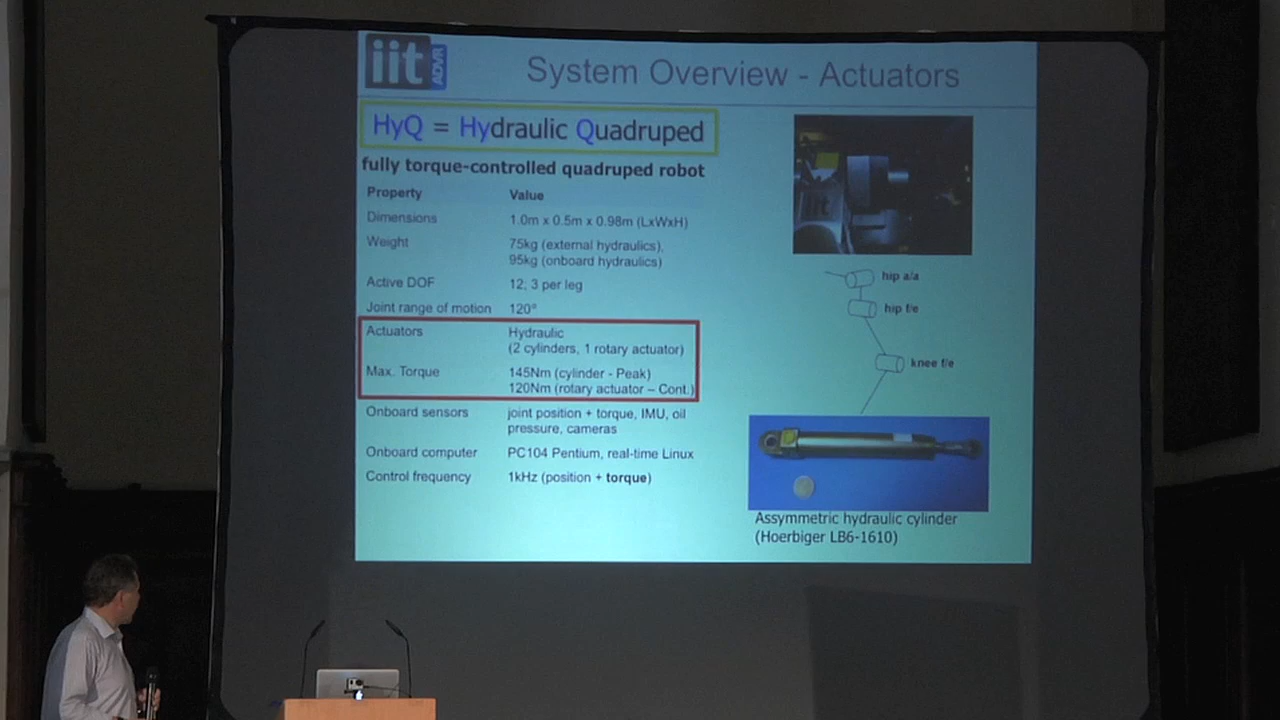 iit
ADVR
System Overview - Actuators
HyQ = Hydraulic Quadruped
fully torque-controlled quadruped robot
Property Value
Dimensions 1.0m x 0.5m x 0.98m (LxWxH)
Weight 75kg (external hydraulics),
95kg (onboard hydraulics)
Active DOF 12; 3 per leg
Joint range of motion 120°
Actuators Hydraulic
(2 cylinders, 1 rotary actuator)
Max. Torque 145Nm (cylinder - Peak)
120Nm (rotary actuator – Cont.)
Onboard sensors joint position + torque, IMU, oil
pressure, cameras
Onboard computer PC104 Pentium, real-time Linux
Control frequency 1kHz (position + torque)
iit
hip a/a
hip f/e
knee f/e
Assymmetric hydraulic cylinder
(Hoerbiger LB6-1610)